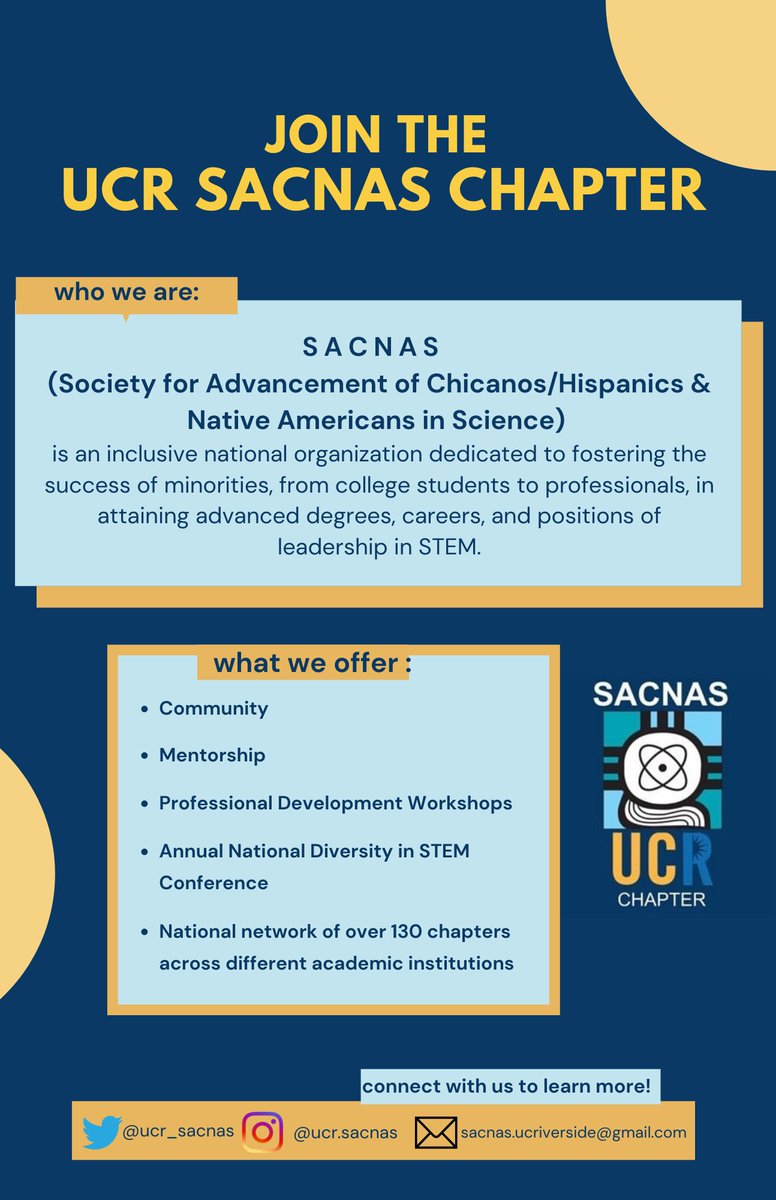 JOIN THE
UCR SACNAS CHAPTER
who we are:
SACNAS
(Society for Advancement of Chicanos/Hispanics &
Native Americans in Science)
is an inclusive national organization dedicated to fostering the
success of minorities, from college students to professionals, in
attaining advanced degrees, careers, and positions of
leadership in STEM.
what we offer :
• Community
• Mentorship
• Professional Development Workshops
• Annual National Diversity in STEM
Conference
• National network of over 130 chapters
across different academic institutions
SACNAS
UCR
CHAPTER
connect with us to learn more!
@ucr_sacnas @ucr.sacnas sacnas.ucriverside@gmail.com